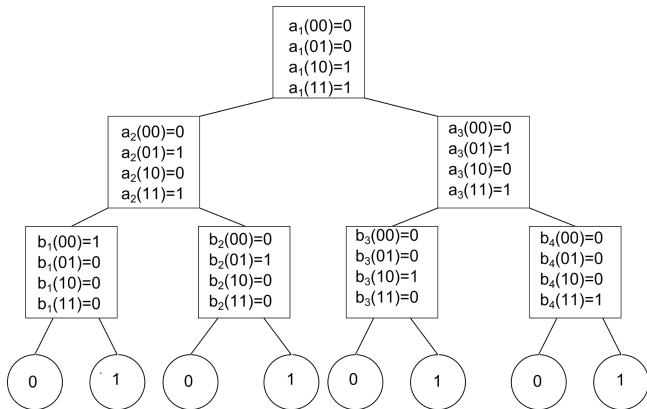 a₁(00)=0
a₁(01)=0
a₁(10)=1
a₁(11)=1
a₂(00)=0
a₂(01)=1
a₂(10)=0
a₂(11)=1
a₃(00)=0
a₃(01)=1
a₃(10)=0
a₃(11)=1
b₁(00)=1
b₁(01)=0
b₁(10)=0
b₁(11)=0
b₂(00)=0
b₂(01)=1
b₂(10)=0
b₂(11)=0
b₃(00)=0
b₃(01)=0
b₃(10)=1
b₃(11)=0
b₄(00)=0
b₄(01)=0
b₄(10)=0
b₄(11)=1
0
1
0
1
0
1
0
1